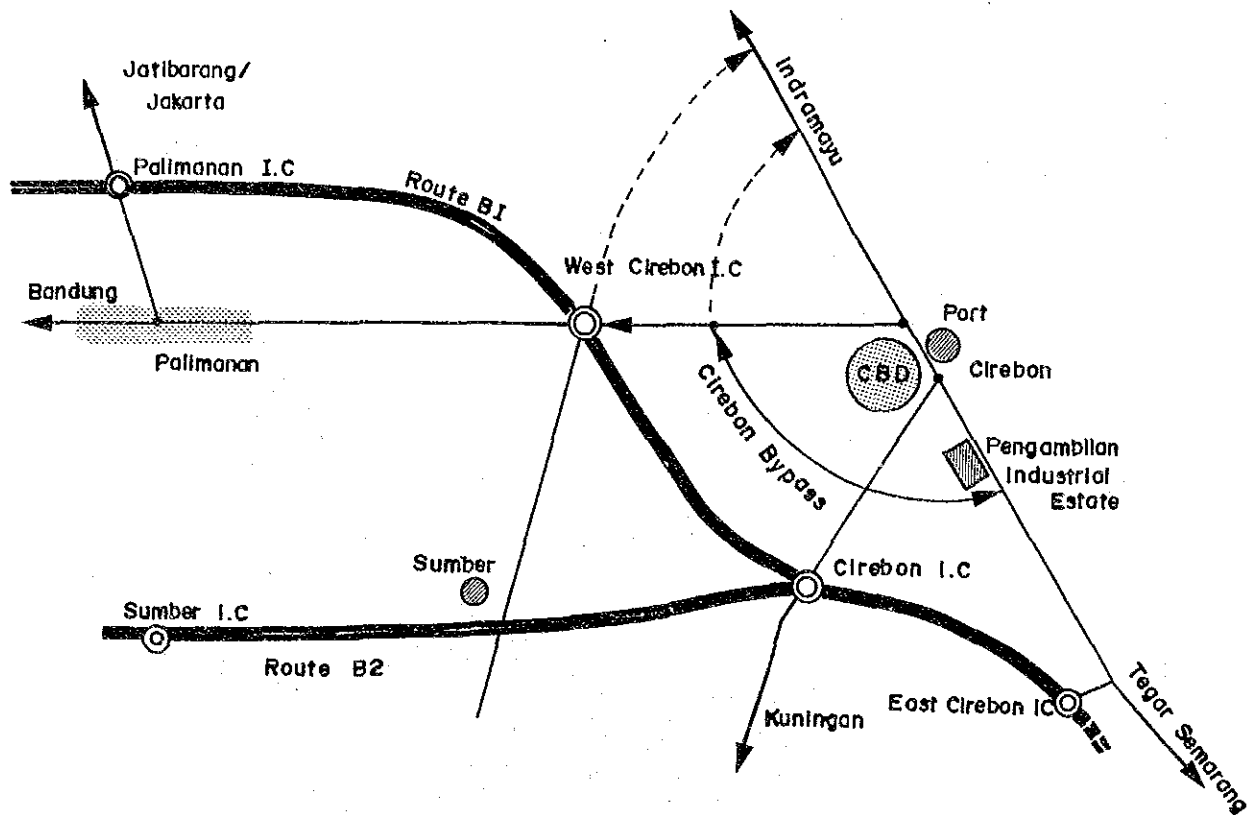 Jatibarang/
Jakarta
Indramayu
Palimanan I.C
Route B1
West Cirebon I.C
Bandung
Port
Palimanan
CBD
Cirebon
Cirebon Bypass
Pengambilan
Industrial
Estate
Sumber
Cirebon I.C
Sumber I.C
Route B2
East Cirebon IC
Kuningan
Tegar Semarang